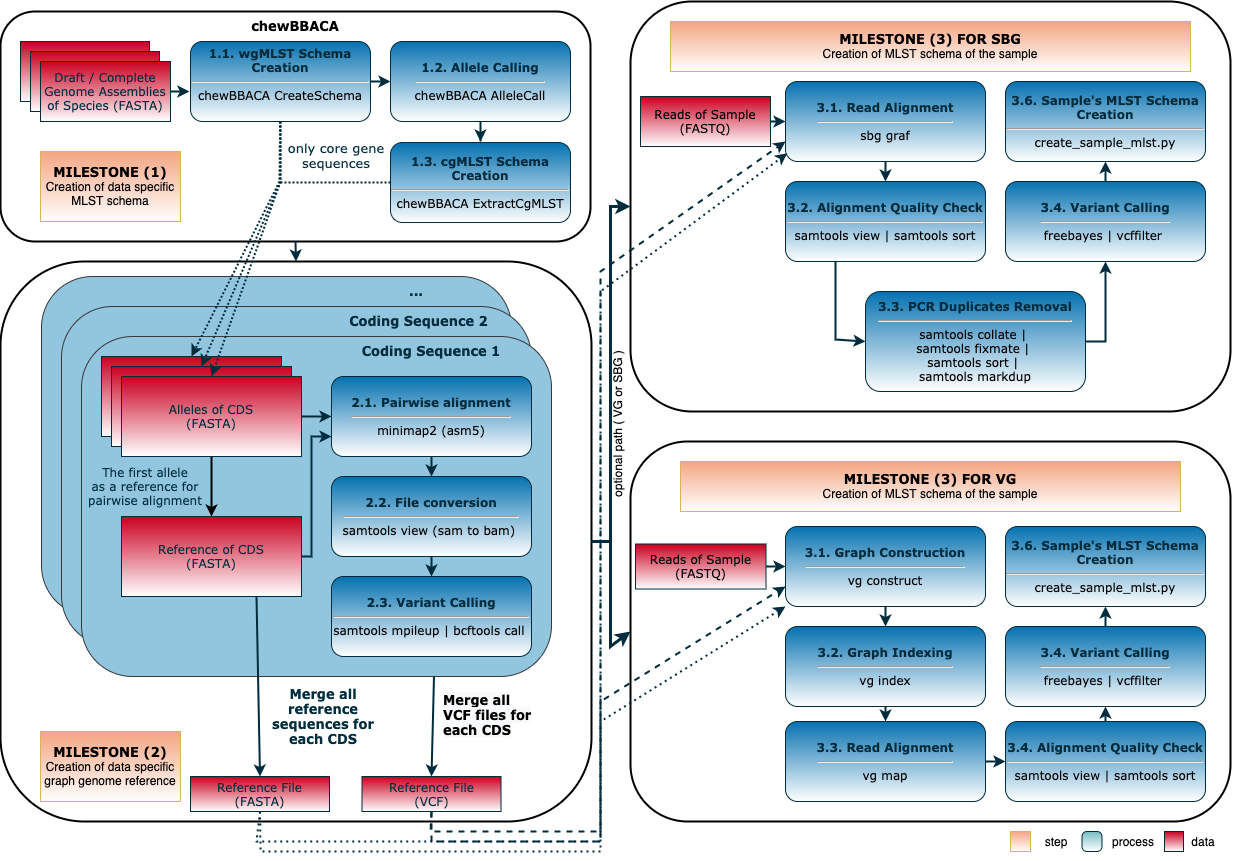 chewBBACA
Draft / Complete
Genome Assemblies
of Species (FASTA)
1.1. wgMLST Schema
Creation
chewBBACA CreateSchema
1.2. Allele Calling
chewBBACA AlleleCall
only core gene
sequences
1.3. cgMLST Schema
Creation
chewBBACA ExtractCgMLST
MILESTONE (1)
Creation of data specific
MLST schema
...
Coding Sequence 2
Coding Sequence 1
Alleles of CDS
(FASTA)
The first allele
as a reference for
pairwise alignment
Reference of CDS
(FASTA)
2.1. Pairwise alignment
minimap2 (asm5)
2.2. File conversion
samtools view (sam to bam)
2.3. Variant Calling
samtools mpileup | bcftools call
Merge all
reference
sequences for
each CDS
Merge all
VCF files for
each CDS
MILESTONE (2)
Creation of data specific
graph genome reference
Reference File
(FASTA)
Reference File
(VCF)
optional path ( VG or SBG )
MILESTONE (3) FOR SBG
Creation of MLST schema of the sample
Reads of Sample
(FASTQ)
3.1. Read Alignment
sbg graf
3.2. Alignment Quality Check
samtools view | samtools sort
3.3. PCR Duplicates Removal
samtools collate |
samtools fixmate |
samtools sort |
samtools markdup
3.4. Variant Calling
freebayes | vcffilter
3.6. Sample's MLST Schema
Creation
create_sample_mlst.py
MILESTONE (3) FOR VG
Creation of MLST schema of the sample
Reads of Sample
(FASTQ)
3.1. Graph Construction
vg construct
3.2. Graph Indexing
vg index
3.3. Read Alignment
vg map
3.4. Alignment Quality Check
samtools view | samtools sort
3.4. Variant Calling
freebayes | vcffilter
3.6. Sample's MLST Schema
Creation
create_sample_mlst.py
step
process
data